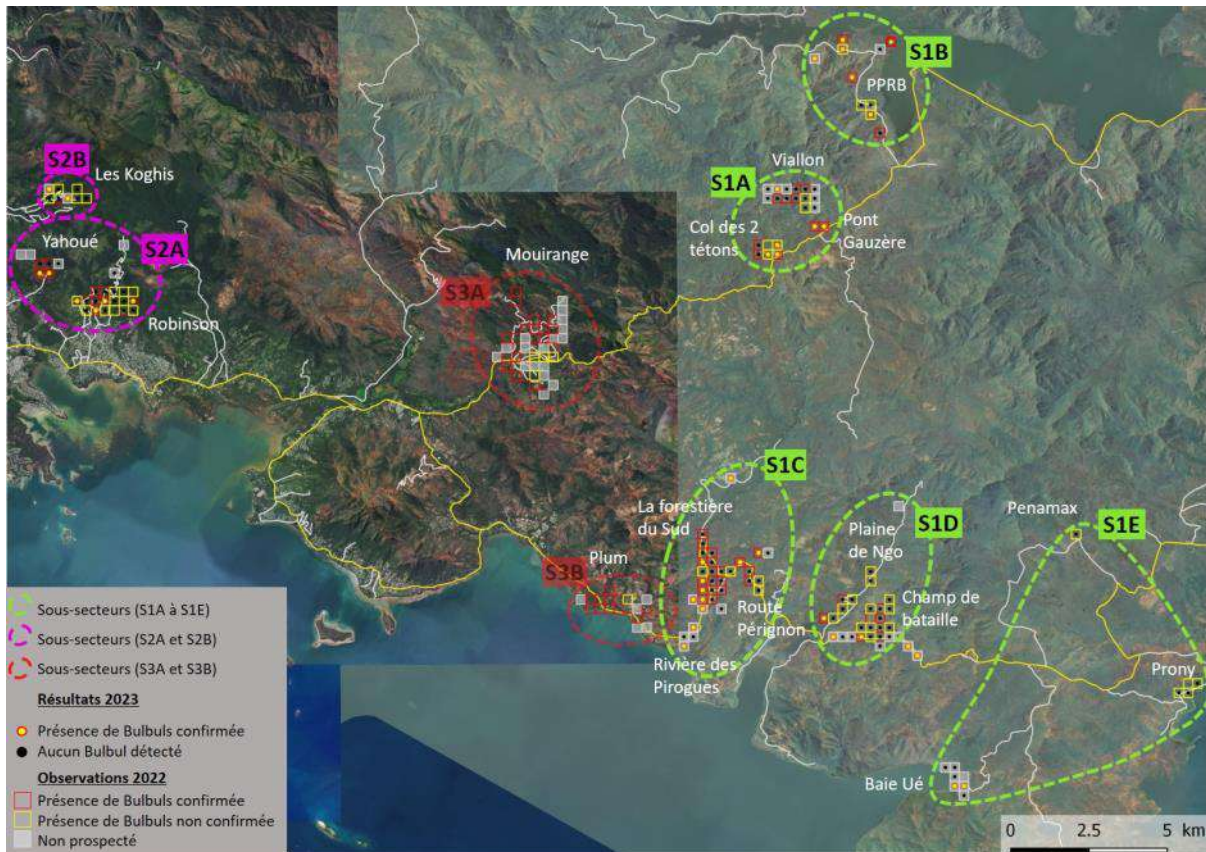 S1B
PPRB
S2B
Les Koghis
Viallon
S1A
Yahoué
S2A
Col des 2
tétons
Pont
Gauzère
Mouirange
S3A
Robinson
S1C
La forestière
du Sud
Plaine
de Ngo
S1D
Penamax
S1E
Plum
S3B
Route
Pérignon
Champ de
bataille
Rivière des
Pirogues
Prony
Baie Ué
Sous-secteurs (S1A à S1E)
Sous-secteurs (S2A et S2B)
Sous-secteurs (S3A et S3B)
Résultats 2023
Présence de Bulbuls confirmée
Aucun Bulbul détecté
Observations 2022
Présence de Bulbuls confirmée
Présence de Bulbuls non confirmée
Non prospecté
0 2.5 5 km